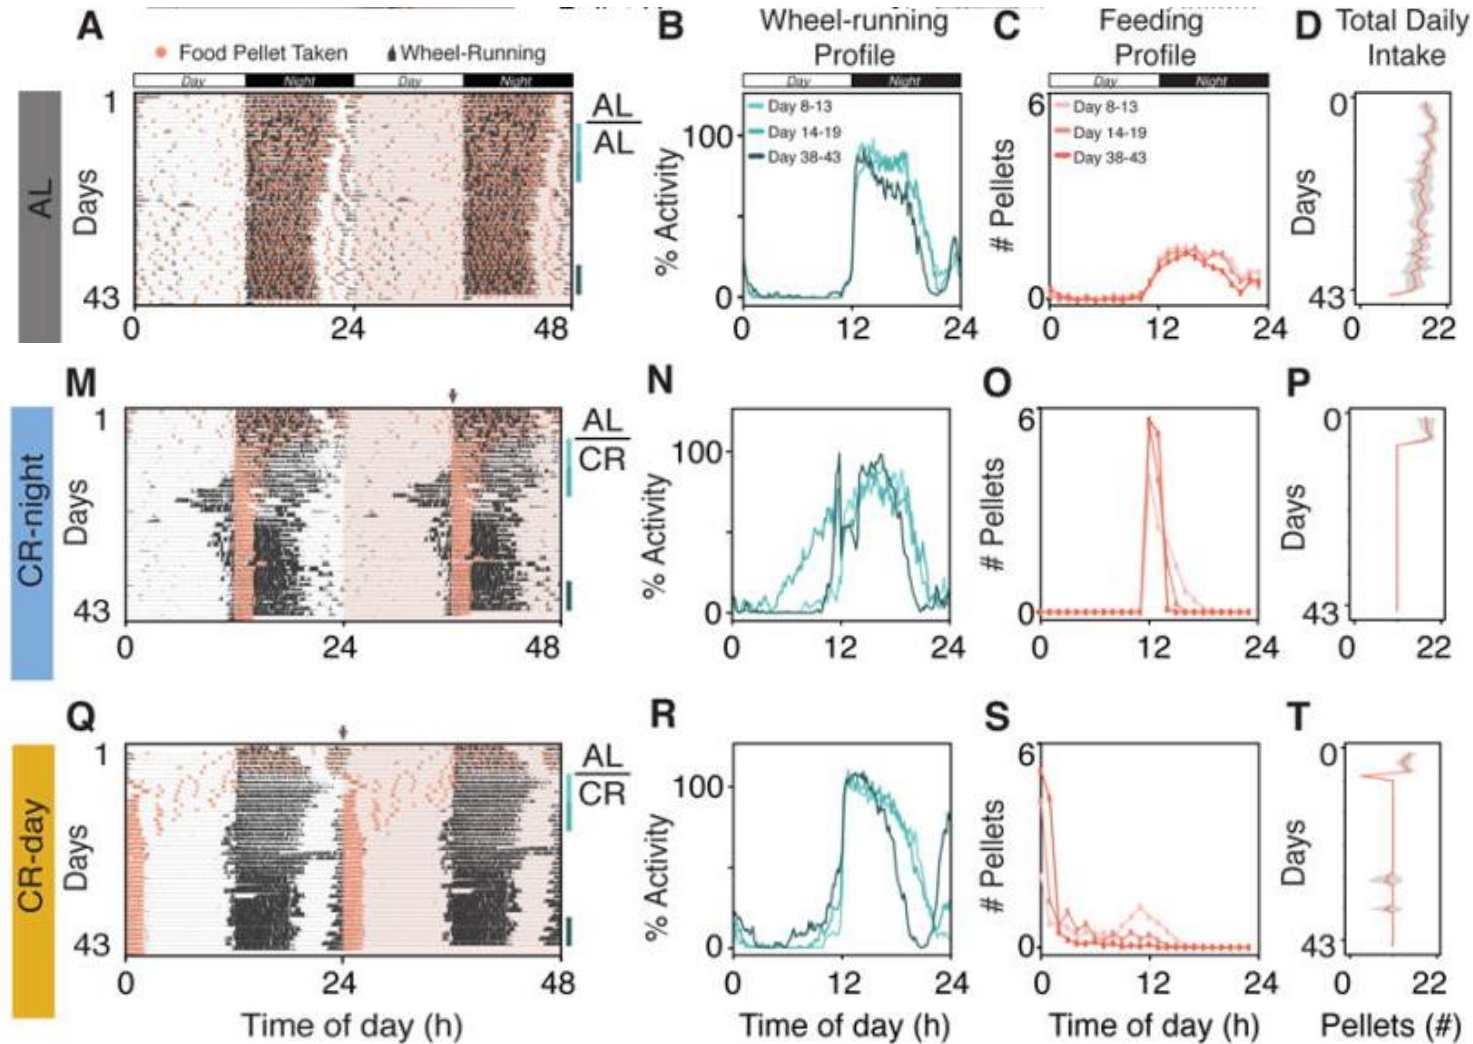 A
Food Pellet Taken
Wheel-Running
Day
Night
Day
Night
AL
Days
1
43
0
24
48
AL
AL
B
Wheel-running
Profile
Day
Night
Day 8-13
Day 14-19
Day 38-43
% Activity
100
0
0
12
24
C
Feeding
Profile
Day
Night
Day 8-13
Day 14-19
Day 38-43
# Pellets
6
0
0
12
24
D
Total Daily
Intake
Days
0
43
0
22
CR-night
M
Days
1
43
0
24
48
AL
CR
N
% Activity
100
0
0
12
24
O
# Pellets
6
0
0
12
24
P
Days
0
43
0
22
CR-day
Q
Days
1
43
0
24
48
Time of day (h)
AL
CR
R
% Activity
100
0
0
12
24
Time of day (h)
S
# Pellets
6
0
0
12
24
Time of day (h)
T
Days
0
43
0
22
Pellets (#)